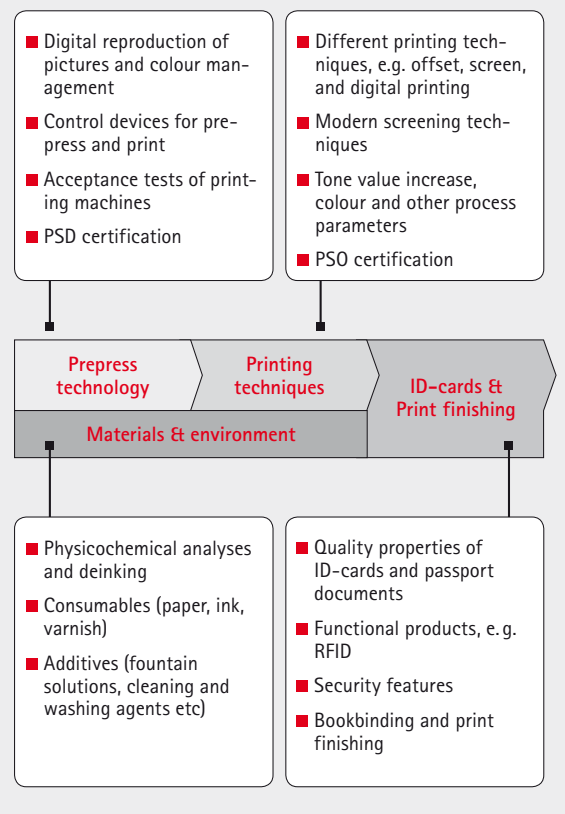 Digital reproduction of
pictures and colour man-
agement
Control devices for pre-
press and print
Acceptance tests of print-
ing machines
PSD certification
Different printing tech-
niques, e.g. offset, screen,
and digital printing
Modern screening tech-
niques
Tone value increase,
colour and other process
parameters
PSO certification
Prepress
technology
Printing
techniques
ID-cards &
Print finishing
Materials & environment
Physicochemical analyses
and deinking
Consumables (paper, ink,
varnish)
Additives (fountain
solutions, cleaning and
washing agents etc)
Quality properties of
ID-cards and passport
documents
Functional products, e. g.
RFID
Security features
Bookbinding and print
finishing